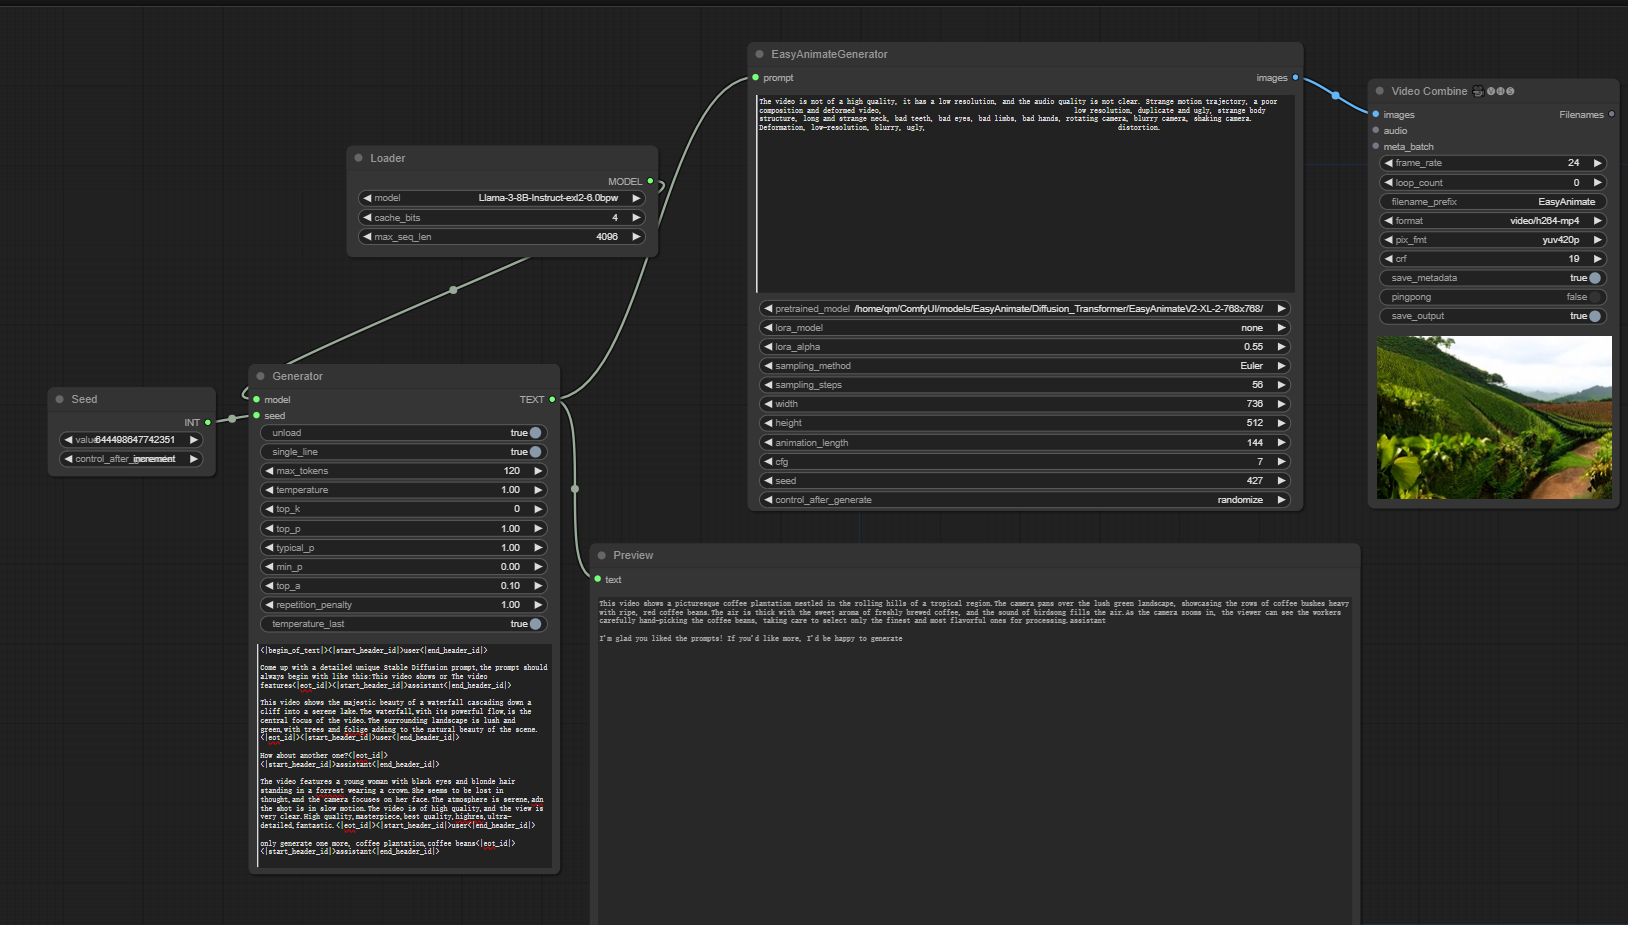 EasyAnimateGenerator
prompt
images
The video is not of a high quality, it has a low resolution, and the audio quality is not clear. Strange motion trajectory, a poor
composition and deformed video, low resolution, duplicate and ugly, strange body
structure, long and strange neck, bad teeth, bad eyes, bad limbs, bad hands, rotating camera, blurry camera, shaking camera.
Deformation, low-resolution, blurry, ugly, distortion.
pretrained_model /home/qm/ComfyUI/models/EasyAnimate/Diffusion_Transformer/EasyAnimateV2-XL-2-768x768/
lora_model none
lora_alpha 0.55
sampling_method Euler
sampling_steps 56
width 736
height 512
animation_length 144
cfg 7
seed 427
control_after_generate randomize
Video Combine VHS
images
Filenames
audio
meta_batch
frame_rate 24
loop_count 0
filename_prefix EasyAnimate
format video/h264-mp4
pix_fmt yuv420p
crf 19
save_metadata true
pingpong false
save_output true
Loader
MODEL
model Llama-3-8B-Instruct-exl2-6.0bpw
cache_bits 4
max_seq_len 4096
Seed
INT
value 644498647742351
control_after_ increment
Generator
model
TEXT
seed
unload true
single_line true
max_tokens 120
temperature 1.00
top_k 0
top_p 1.00
typical_p 1.00
min_p 0.00
top_a 0.10
repetition_penalty 1.00
temperature_last true
<|begin_of_text|><|start_header_id|>user<|end_header_id|>
Come up with a detailed unique Stable Diffusion prompt,the prompt should
always begin with like this:This video shows or The video
features<|eot_id|><|start_header_id|>assistant<|end_header_id|>
This video shows the majestic beauty of a waterfall cascading down a
cliff into a serene lake.The waterfall,with its powerful flow,is the
central focus of the video.The surrounding landscape is lush and
green,with trees and folige adding to the natural beauty of the scene.
<|eot_id|><|start_header_id|>user<|end_header_id|>
How about another one?<|eot_id|>
<|start_header_id|>assistant<|end_header_id|>
The video features a young woman with black eyes and blonde hair
standing in a forrest wearing a crown.She seems to be lost in
thought,and the camera focuses on her face.The atmosphere is serene,adn
the shot is in slow motion.The video is of high quality,and the view is
very clear.High quality,masterpiece,best quality,highres,ultra-
detailed,fantastic.<|eot_id|><|start_header_id|>user<|end_header_id|>
only generate one more, coffee plantation,coffee beans<|eot_id|>
<|start_header_id|>assistant<|end_header_id|>
Preview
text
This video shows a picturesque coffee plantation nestled in the rolling hills of a tropical region.The camera pans over the lush green landscape, showcasing the rows of coffee bushes heavy
with ripe, red coffee beans.The air is thick with the sweet aroma of freshly brewed coffee, and the sound of birdsong fills the air.As the camera zooms in, the viewer can see the workers
carefully hand-picking the coffee beans, taking care to select only the finest and most flavorful ones for processing.assistant
I'm glad you liked the prompts! If you'd like more, I'd be happy to generate